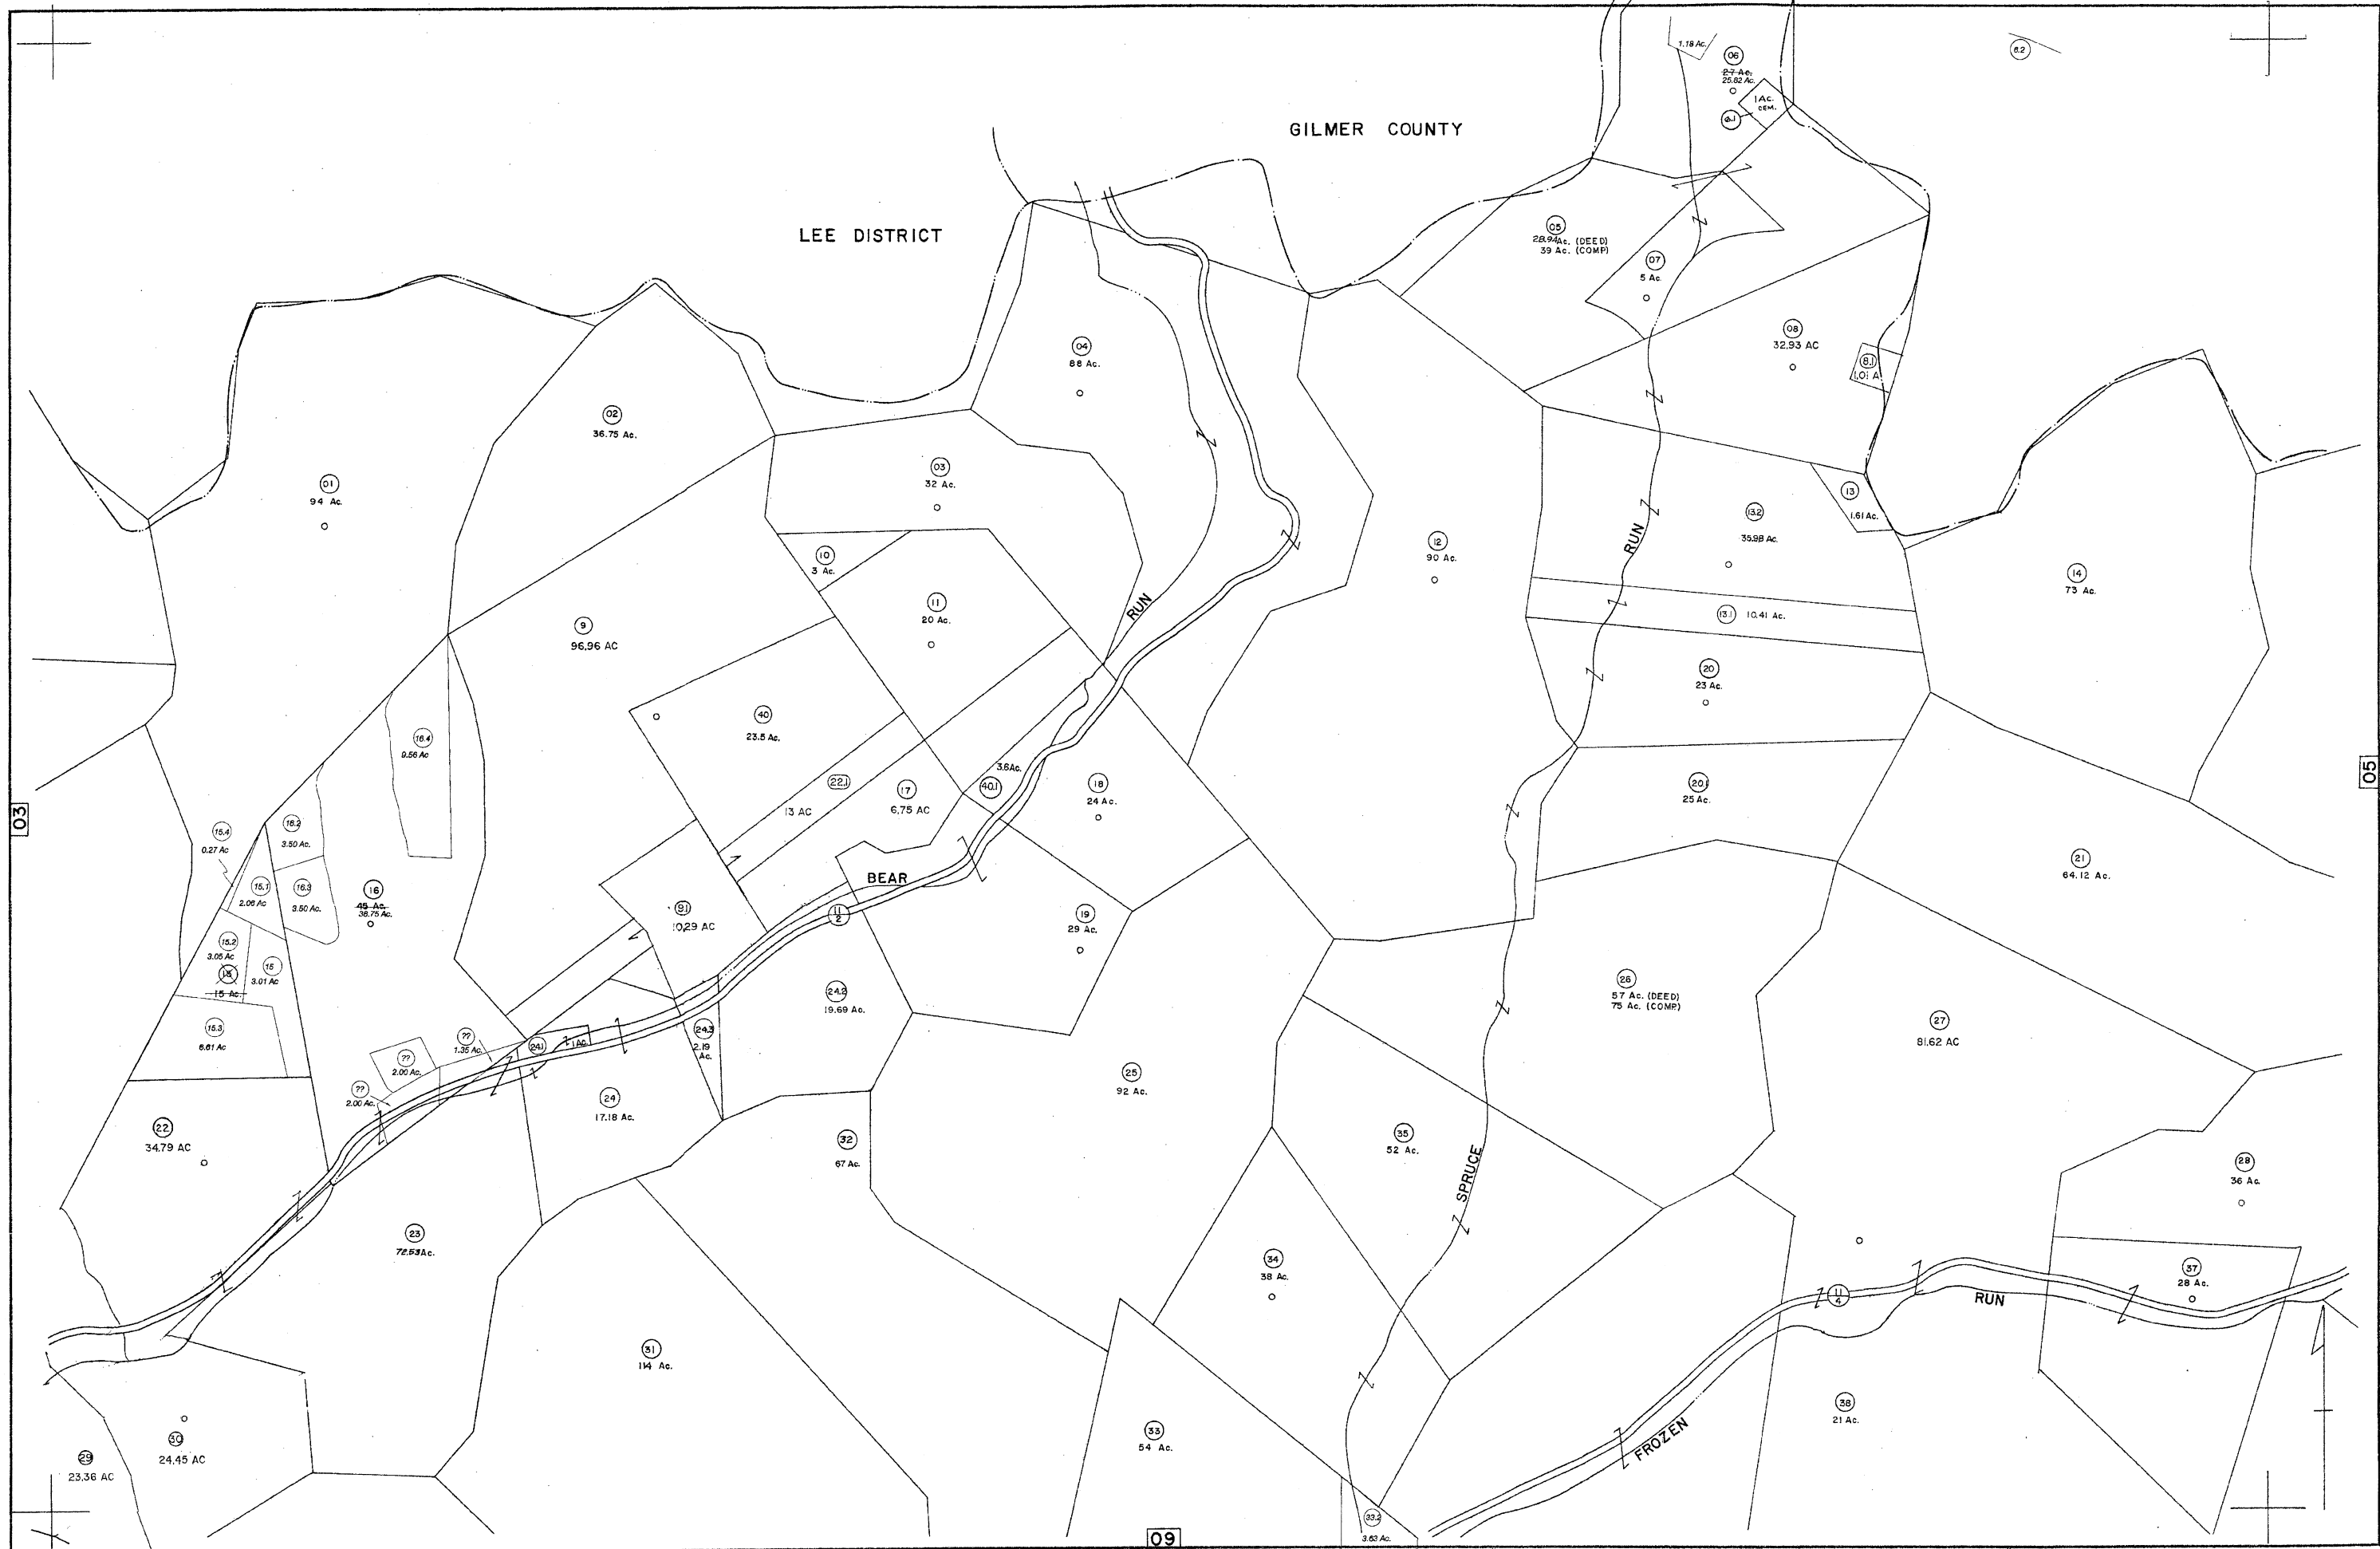 1.18 Ac.
06
27 Ac.
25.82 Ac.
6.2
1 Ac.
CEM.
6.1
GILMER COUNTY
LEE DISTRICT
05
28.94 Ac. (DEED)
39 Ac. (COMP)
07
5 Ac.
08
32.93 AC
8.1
1.01 A
04
88 Ac.
02
36.75 Ac.
03
32 Ac.
01
94 Ac.
13
1.61 Ac.
13.2
35.98 Ac.
12
90 Ac.
RUN
10
3 Ac.
14
73 Ac.
11
20 Ac.
RUN
13.1 10.41 Ac.
9
96.96 AC
20
23 Ac.
40
23.5 Ac.
16.4
9.56 Ac
3.6 Ac.
40.1
22.1
13 AC
17
6.75 AC
18
24 Ac.
20.1
25 Ac.
03
05
15.4
0.27 Ac
16.2
3.50 Ac.
21
64.12 Ac.
15.1
2.06 Ac
16.3
3.50 Ac.
16
45 Ac.
38.75 Ac.
BEAR
11
2
9.1
10.29 AC
19
29 Ac.
15.2
3.05 Ac
15
15 Ac.
15
3.01 Ac
26
57 Ac. (DEED)
75 Ac. (COMP)
24.2
19.69 Ac.
15.3
6.61 Ac
27
81.62 AC
??
1.35 Ac.
24.1
1 AC.
24.3
2.19
Ac.
??
2.00 Ac.
??
2.00 Ac.
25
92 Ac.
24
17.18 Ac.
22
34.79 AC
32
67 Ac.
35
52 Ac.
SPRUCE
28
36 Ac.
23
72.53 Ac.
34
38 Ac.
37
28 Ac.
11
4
RUN
31
114 Ac.
38
21 Ac.
33
54 Ac.
FROZEN
30
24.45 AC
29
23.36 AC
33.2
3.63 Ac.
09